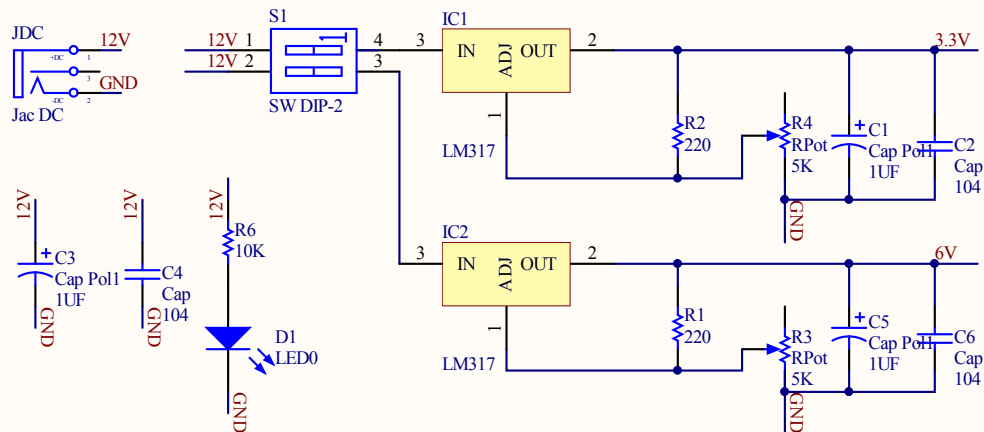 JDC
12V
+DC
1
3
GND
-DC
2
Jac DC
S1
12V
1
4
12V
2
3
SW DIP-2
IC1
3
IN
ADJ
OUT
2
1
LM317
3.3V
R2
220
R4
RPot
5K
C1
Cap Pol1
1UF
C2
Cap
104
GND
12V
C3
Cap Pol1
1UF
GND
12V
C4
Cap
104
GND
12V
R6
10K
D1
LED0
GND
IC2
3
IN
ADJ
OUT
2
1
LM317
6V
R1
220
R3
RPot
5K
C5
Cap Pol1
1UF
C6
Cap
104
GND